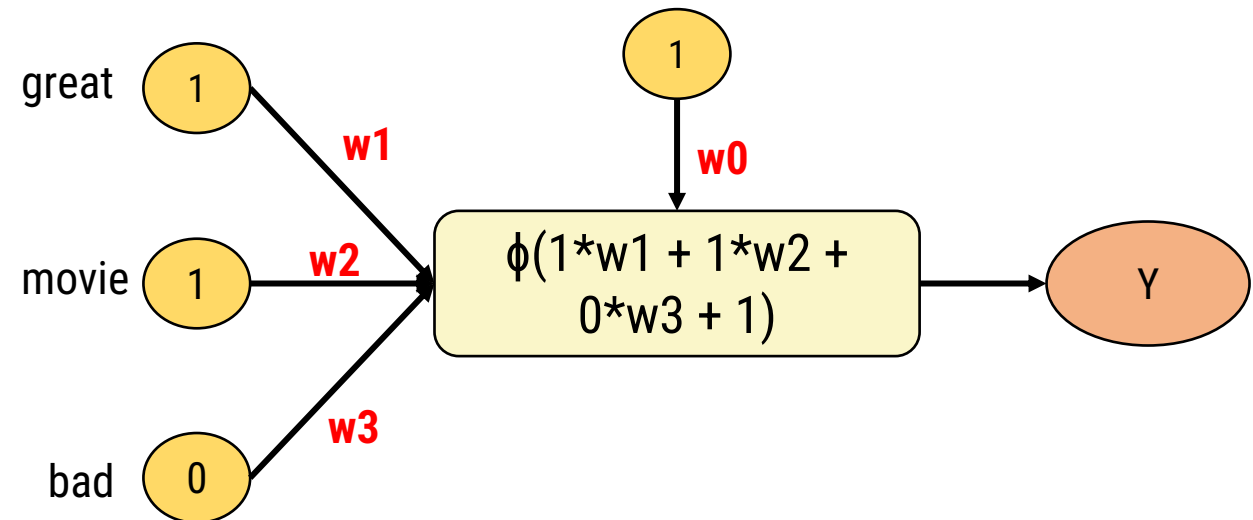 great
1
w1
1
w0
movie
1
w2
ϕ(1*w1 + 1*w2 +
0*w3 + 1)
Y
bad
0
w3